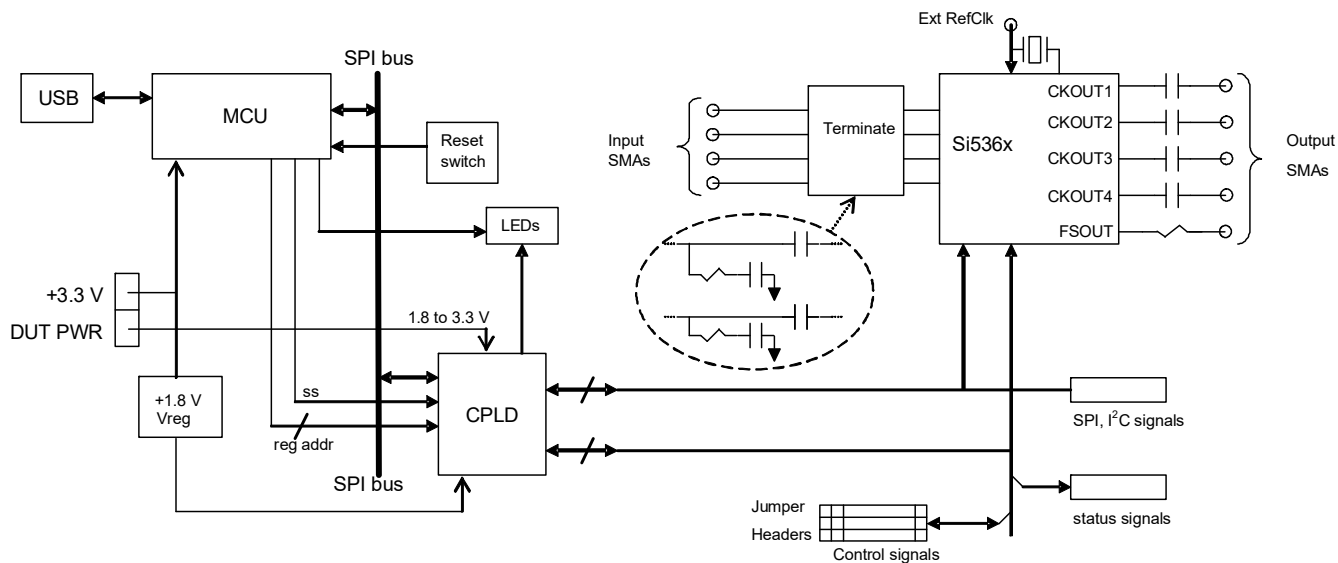 Ext RefClk
SPI bus
USB
MCU
Reset
switch
LEDs
Input
SMAs
Terminate
Si536x
CKOUT1
CKOUT2
CKOUT3
CKOUT4
FSOUT
Output
SMAs
+3.3 V
DUT PWR
1.8 to 3.3 V
+1.8 V
Vreg
ss
reg addr
CPLD
SPI bus
SPI, I²C signals
status signals
Jumper
Headers
Control signals